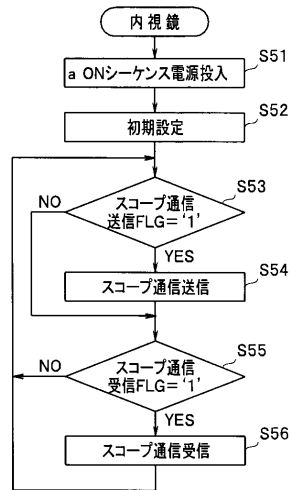 内視鏡
S51
a ONシーケンス電源投入
S52
初期設定
S53
スコープ通信
送信FLG='1'
NO
YES
S54
スコープ通信送信
S55
スコープ通信
受信FLG='1'
NO
YES
S56
スコープ通信受信